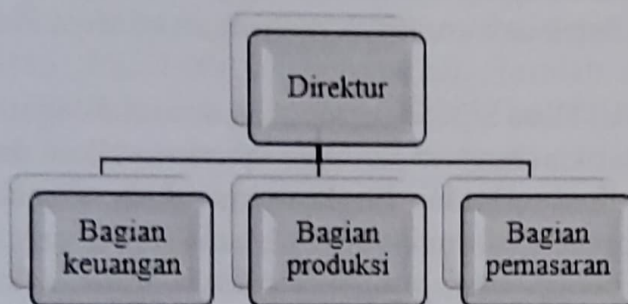 Direktur
Bagian
keuangan
Bagian
produksi
Bagian
pemasaran